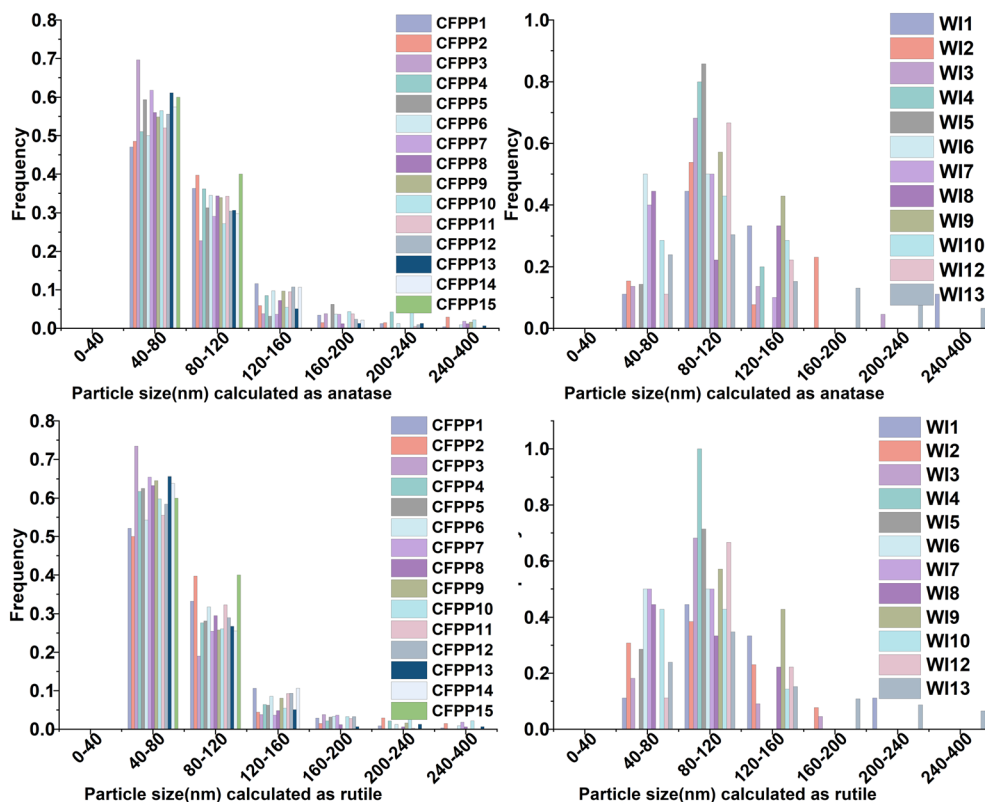 0.8
0.7
0.6
0.5
0.4
0.3
0.2
0.1
0.0
Frequency
0-40
40-80
80-120
120-160
160-200
200-240
240-400
Particle size(nm) calculated as anatase
CFPP1
CFPP2
CFPP3
CFPP4
CFPP5
CFPP6
CFPP7
CFPP8
CFPP9
CFPP10
CFPP11
CFPP12
CFPP13
CFPP14
CFPP15
1.0
0.8
0.6
0.4
0.2
0.0
Frequency
0-40
40-80
80-120
120-160
160-200
200-240
240-400
Particle size(nm) calculated as anatase
WI1
WI2
WI3
WI4
WI5
WI6
WI7
WI8
WI9
WI10
WI12
WI13
0.8
0.7
0.6
0.5
0.4
0.3
0.2
0.1
0.0
Frequency
0-40
40-80
80-120
120-160
160-200
200-240
240-400
Particle size(nm) calculated as rutile
CFPP1
CFPP2
CFPP3
CFPP4
CFPP5
CFPP6
CFPP7
CFPP8
CFPP9
CFPP10
CFPP11
CFPP12
CFPP13
CFPP14
CFPP15
1.0
0.8
0.6
0.4
0.2
0.0
0-40
40-80
80-120
120-160
160-200
200-240
240-400
Particle size(nm) calculated as rutile
WI1
WI2
WI3
WI4
WI5
WI6
WI7
WI8
WI9
WI10
WI12
WI13